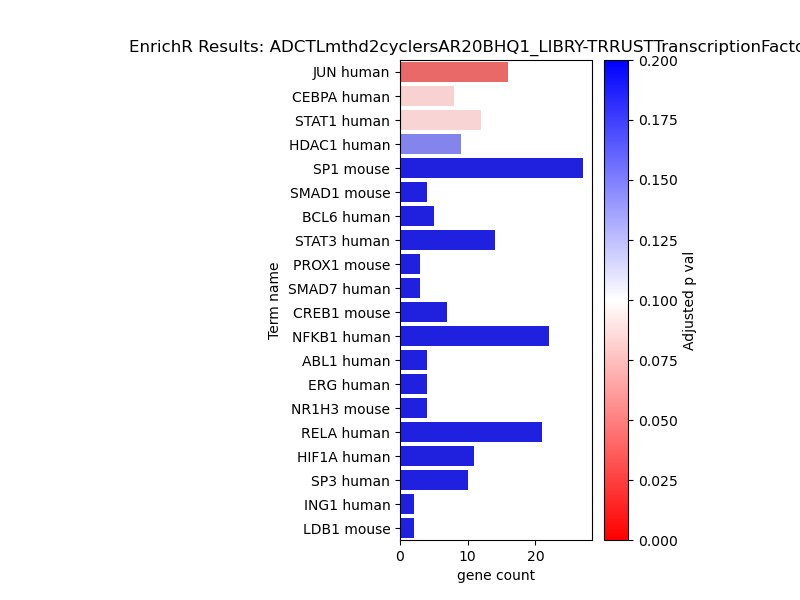 EnrichR Results: ADCTLmthd2cyclersAR20BHQ1_LIBRY-TRRUSTTranscriptionFacto
Term name
JUN human
CEBPA human
STAT1 human
HDAC1 human
SP1 mouse
SMAD1 mouse
BCL6 human
STAT3 human
PROX1 mouse
SMAD7 human
CREB1 mouse
NFKB1 human
ABL1 human
ERG human
NR1H3 mouse
RELA human
HIF1A human
SP3 human
ING1 human
LDB1 mouse
0 10 20
gene count
0.200
0.175
0.150
0.125
0.100
0.075
0.050
0.025
0.000
Adjusted p val